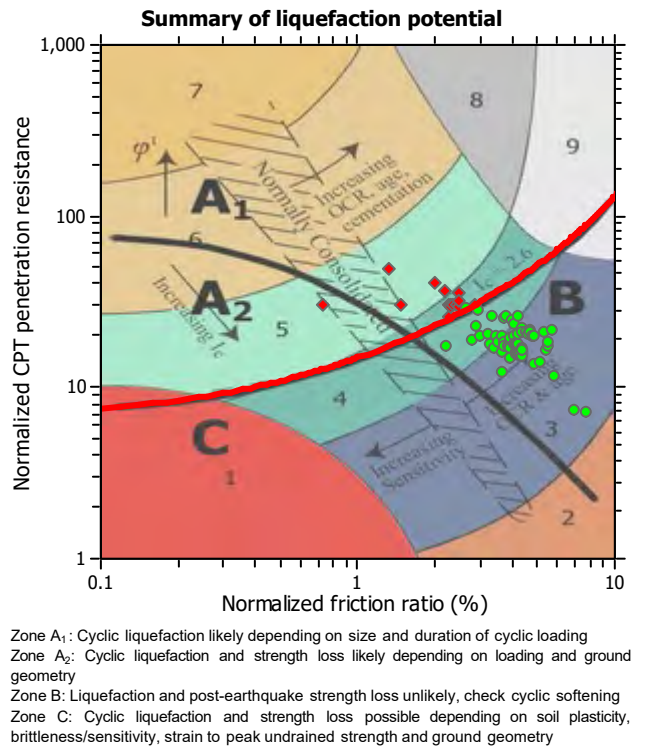 Summary of liquefaction potential
1,000
100
10
1
Normalized CPT penetration resistance
7
8
9
φ'
A1
Increasing
OCR, age,
cementation
Normally Consolidated
6
A2
Increasing Ic
5
Ic = 2.6
B
4
Increasing
OCR & age
3
C
Increasing
Sensitivity
1
2
0.1
1
10
Normalized friction ratio (%)
Zone A1: Cyclic liquefaction likely depending on size and duration of cyclic loading
Zone A2: Cyclic liquefaction and strength loss likely depending on loading and ground
geometry
Zone B: Liquefaction and post-earthquake strength loss unlikely, check cyclic softening
Zone C: Cyclic liquefaction and strength loss possible depending on soil plasticity,
brittleness/sensitivity, strain to peak undrained strength and ground geometry